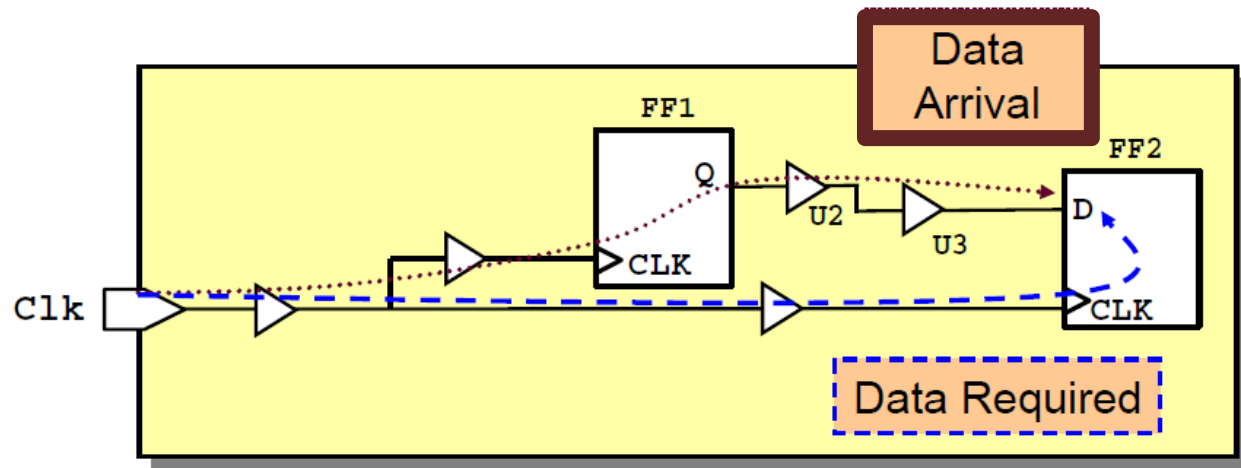 Data
Arrival
FF1
FF2
Q
U2
D
U3
CLK
Clk
CLK
Data Required